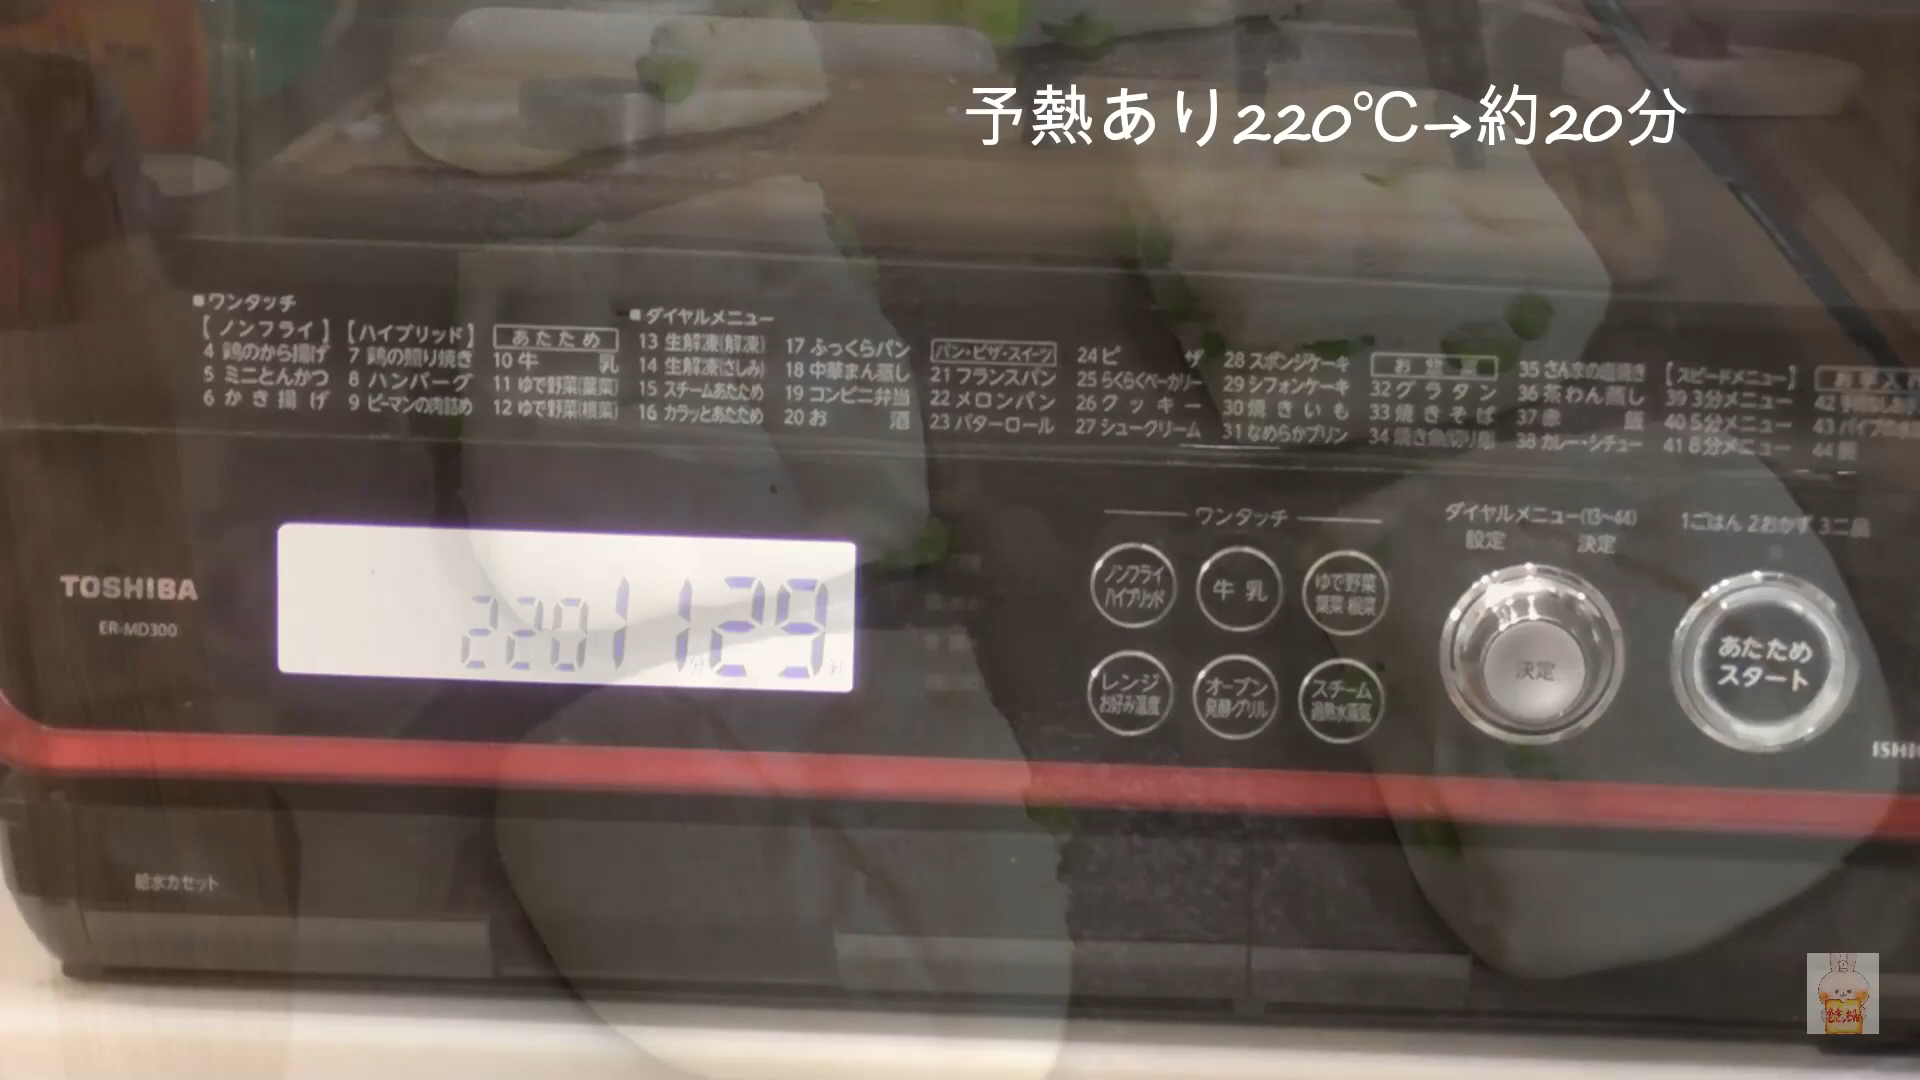 予熱あり220℃→約20分
■ワンタッチ
【ノンフライ】
4 鶏のから揚げ
5 ミニとんかつ
6 かき揚げ
【ハイブリッド】
7 鶏の照り焼き
8 ハンバーグ
9 ピーマンの肉詰め
あたため
10 牛乳
11 ゆで野菜(葉菜)
12 ゆで野菜(根菜)
■ダイヤルメニュー
13 生解凍(解凍)
14 生解凍(さしみ)
15 スチームあたため
16 カラッとあたため
17 ふっくらパン
18 中華まん蒸し
19 コンビニ弁当
20 お酒
パン・ピザ・スイーツ
21 フランスパン
22 メロンパン
23 バターロール
24 ピザ
25 らくらくベーカリー
26 クッキー
27 シュークリーム
28 スポンジケーキ
29 シフォンケーキ
30 焼きいも
31 なめらかプリン
お惣菜
32 グラタン
33 焼きそば
34 焼き魚(切り身)
35 さんまの塩焼き
36 茶わん蒸し
37 赤飯
38 カレー・シチュー
【スピードメニュー】
39 3分メニュー
40 5分メニュー
41 8分メニュー
お手入れ
42
43 パイプ
44
TOSHIBA
ER-MD300
220 11分29秒
ワンタッチ
ノンフライ
ハイブリッド
牛乳
ゆで野菜
葉菜 根菜
レンジ
お好み温度
オーブン
発酵/グリル
スチーム
過熱水蒸気
ダイヤルメニュー(13~44)
設定 決定
決定
1ごはん 2おかず 3二品
あたため
スタート
ISHI
給水カセット